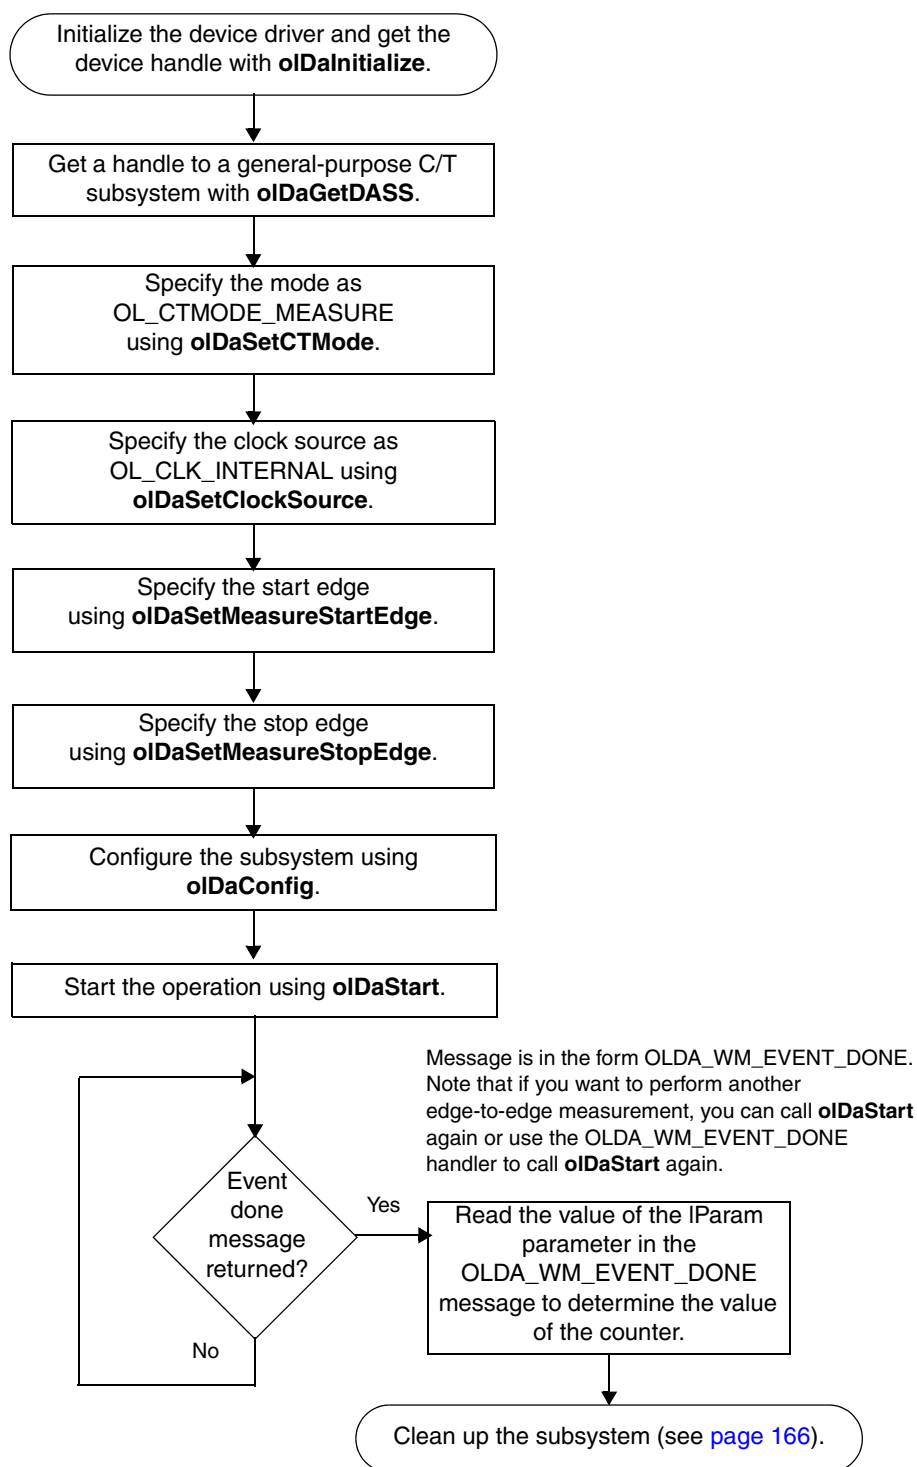 Initialize the device driver and get the
device handle with olDaInitialize.
Get a handle to a general-purpose C/T
subsystem with olDaGetDASS.
Specify the mode as
OL_CTMODE_MEASURE
using olDaSetCTMode.
Specify the clock source as
OL_CLK_INTERNAL using
olDaSetClockSource.
Specify the start edge
using olDaSetMeasureStartEdge.
Specify the stop edge
using olDaSetMeasureStopEdge.
Configure the subsystem using
olDaConfig.
Start the operation using olDaStart.
Message is in the form OLDA_WM_EVENT_DONE.
Note that if you want to perform another
edge-to-edge measurement, you can call olDaStart
again or use the OLDA_WM_EVENT_DONE
handler to call olDaStart again.
Event
done
message
returned?
Yes
No
Read the value of the lParam
parameter in the
OLDA_WM_EVENT_DONE
message to determine the value
of the counter.
Clean up the subsystem (see page 166).